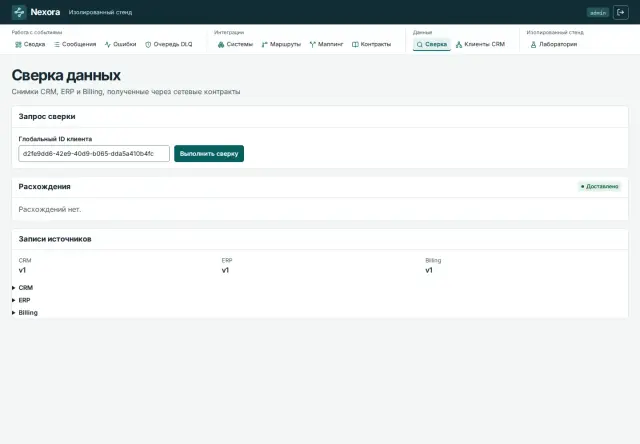 Nexora Изолированный стенд admin
Работа с событиями Интеграции Данные Изолированный стенд
Сводка Сообщения Ошибки Очередь DLQ Системы Маршруты Маппинг Контракты Сверка Клиенты CRM Лаборатория
Сверка данных
Снимки CRM, ERP и Billing, полученные через сетевые контракты
Запрос сверки
Глобальный ID клиента
d2fe9dd6-42e9-40d9-b065-dda5a410b4fc Выполнить сверку
Расхождения Доставлено
Расхождений нет.
Записи источников
CRM ERP Billing
v1 v1 v1
CRM
ERP
Billing